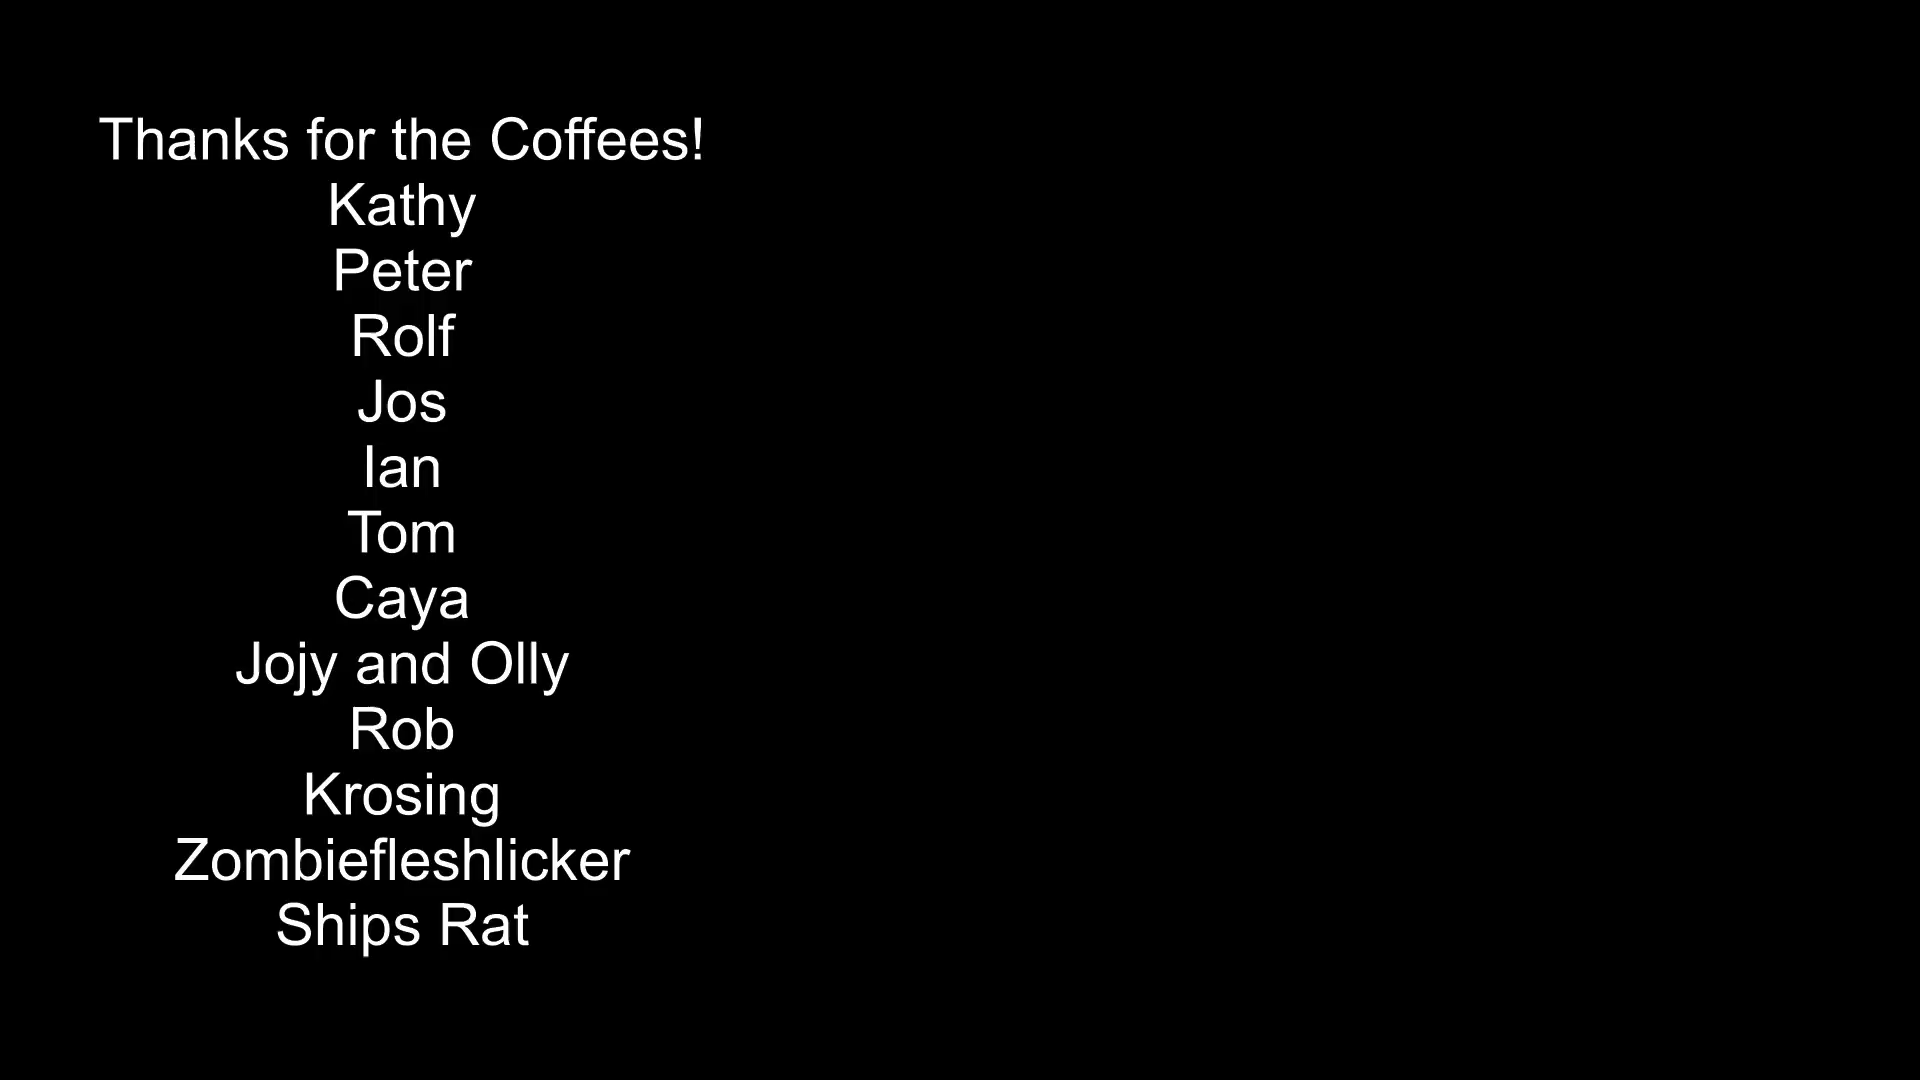 Thanks for the Coffees!
Kathy
Peter
Rolf
Jos
Ian
Tom
Caya
Jojy and Olly
Rob
Krosing
Zombiefleshlicker
Ships Rat